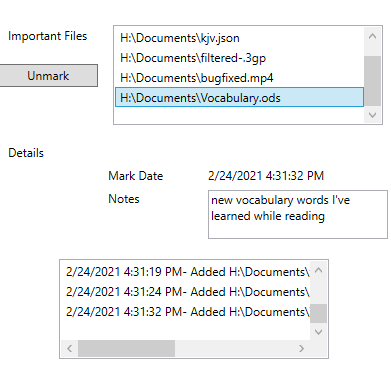 Important Files
H:\Documents\kjv.json
H:\Documents\filtered-.3gp
Unmark
H:\Documents\bugfixed.mp4
H:\Documents\Vocabulary.ods
Details
Mark Date 2/24/2021 4:31:32 PM
Notes
new vocabulary words I've
learned while reading
2/24/2021 4:31:19 PM- Added H:\Documents\
2/24/2021 4:31:24 PM- Added H:\Documents\
2/24/2021 4:31:32 PM- Added H:\Documents\